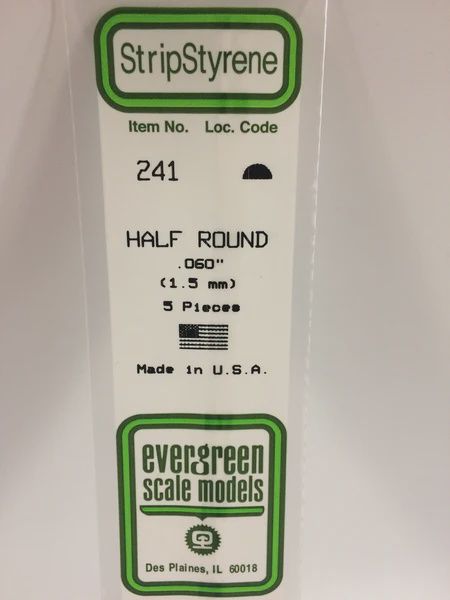 StripStyrene
Item No. Loc. Code
241
HALF ROUND
.060"
(1.5 mm)
5 Pieces
Made in U.S.A.
evergreen
scale models
Des Plaines, IL 60018